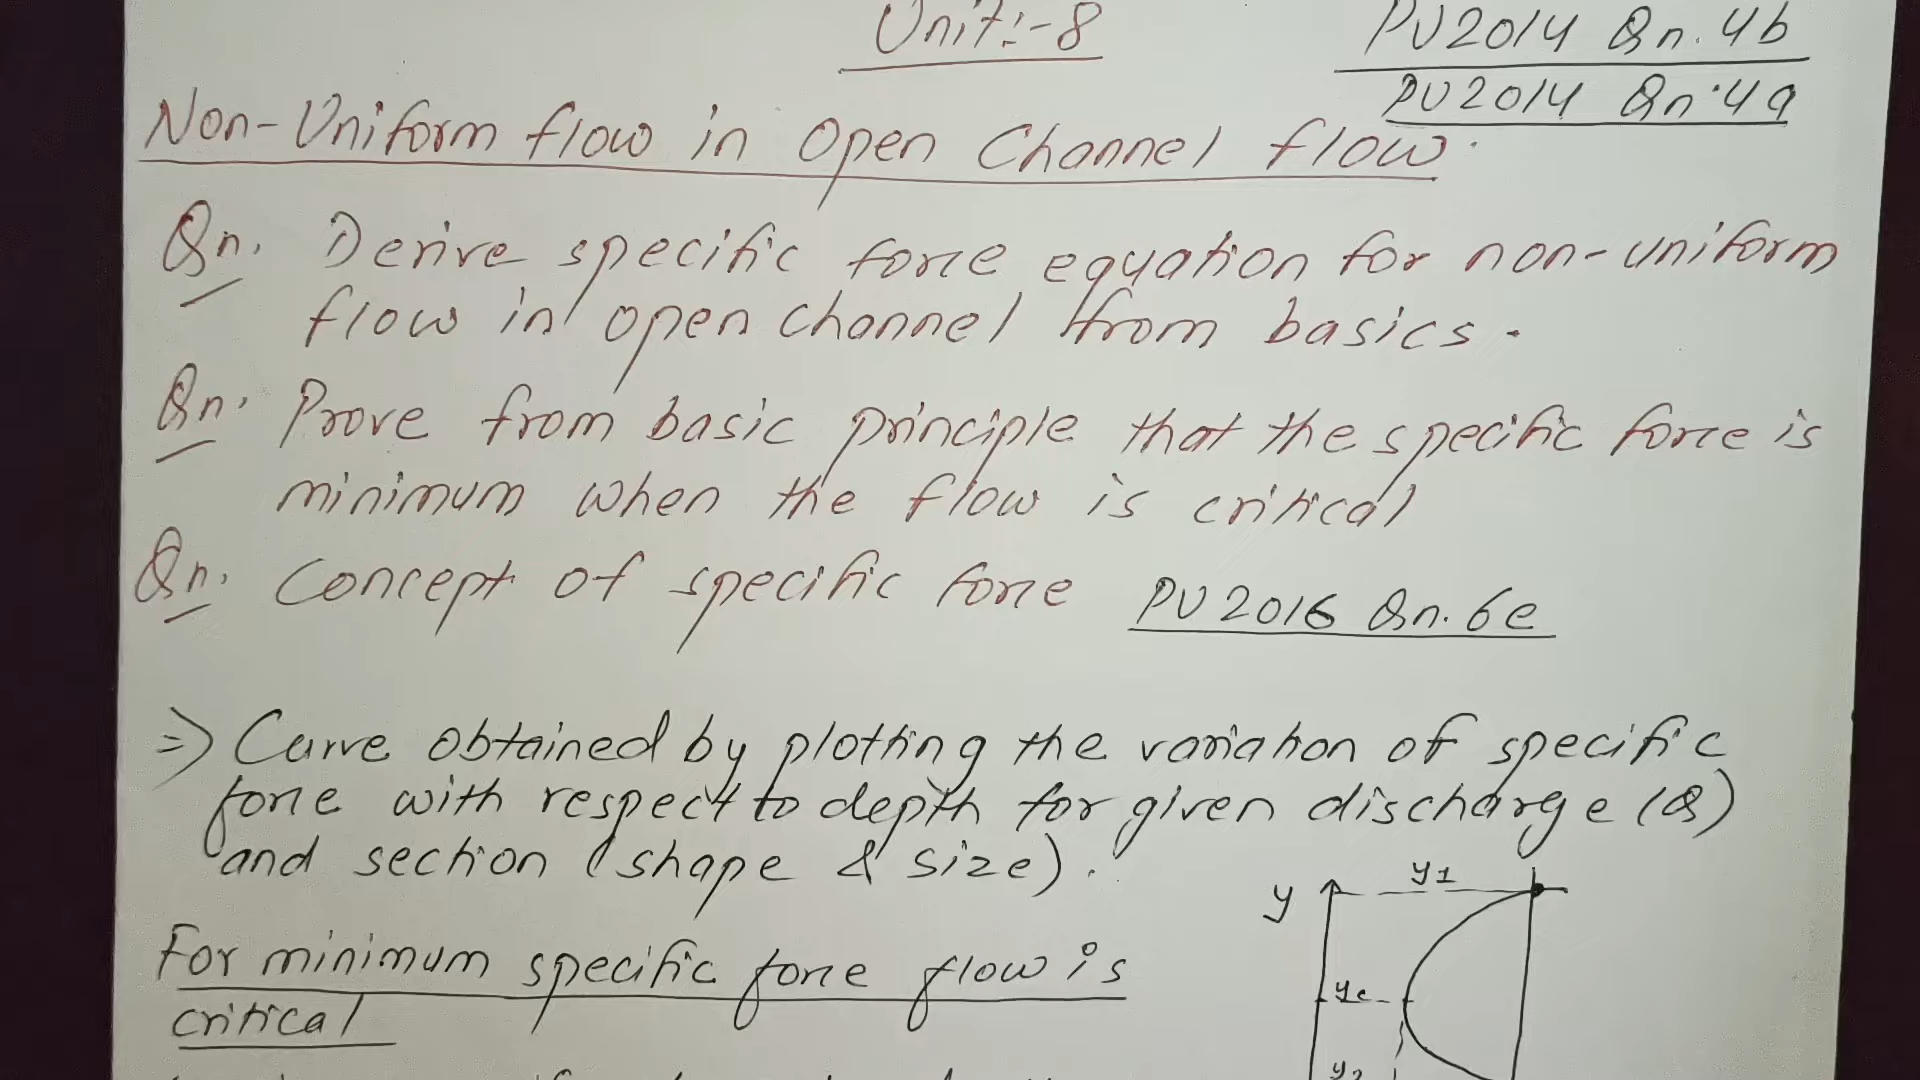 Unit:-8
PU2014 Qn. 4b
PU2014 Qn. 4a
Non-Uniform flow in Open Channel flow.
Qn. Derive specific force equation for non-uniform
flow in open channel from basics.
Qn. Prove from basic principle that the specific force is
minimum when the flow is critical
Qn. Concept of specific force PU 2016 Qn. 6e
=> Curve obtained by plotting the variation of specific
force with respect to depth for given discharge (Q)
and section (shape & size).
y y1
For minimum specific force flow is
yc
critical
y2